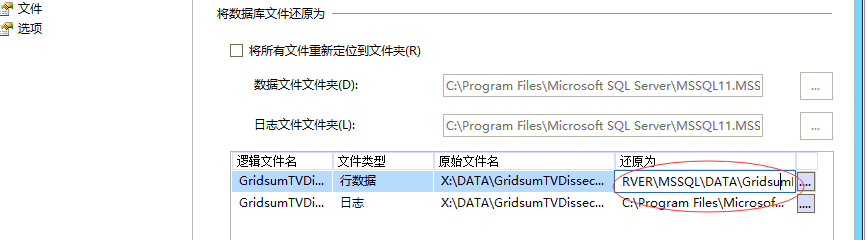 文件
选项
将数据库文件还原为
将所有文件重新定位到文件夹(R)
数据文件文件夹(D):
C:\Program Files\Microsoft SQL Server\MSSQL11.MSS
...
日志文件文件夹(L):
C:\Program Files\Microsoft SQL Server\MSSQL11.MSS
...
逻辑文件名 文件类型 原始文件名 还原为
GridsumTVDi... 行数据 X:\DATA\GridsumTVDissec... RVER\MSSQL\DATA\Gridsum ...
GridsumTVDi... 日志 X:\DATA\GridsumTVDissec... C:\Program Files\Microsof... ...